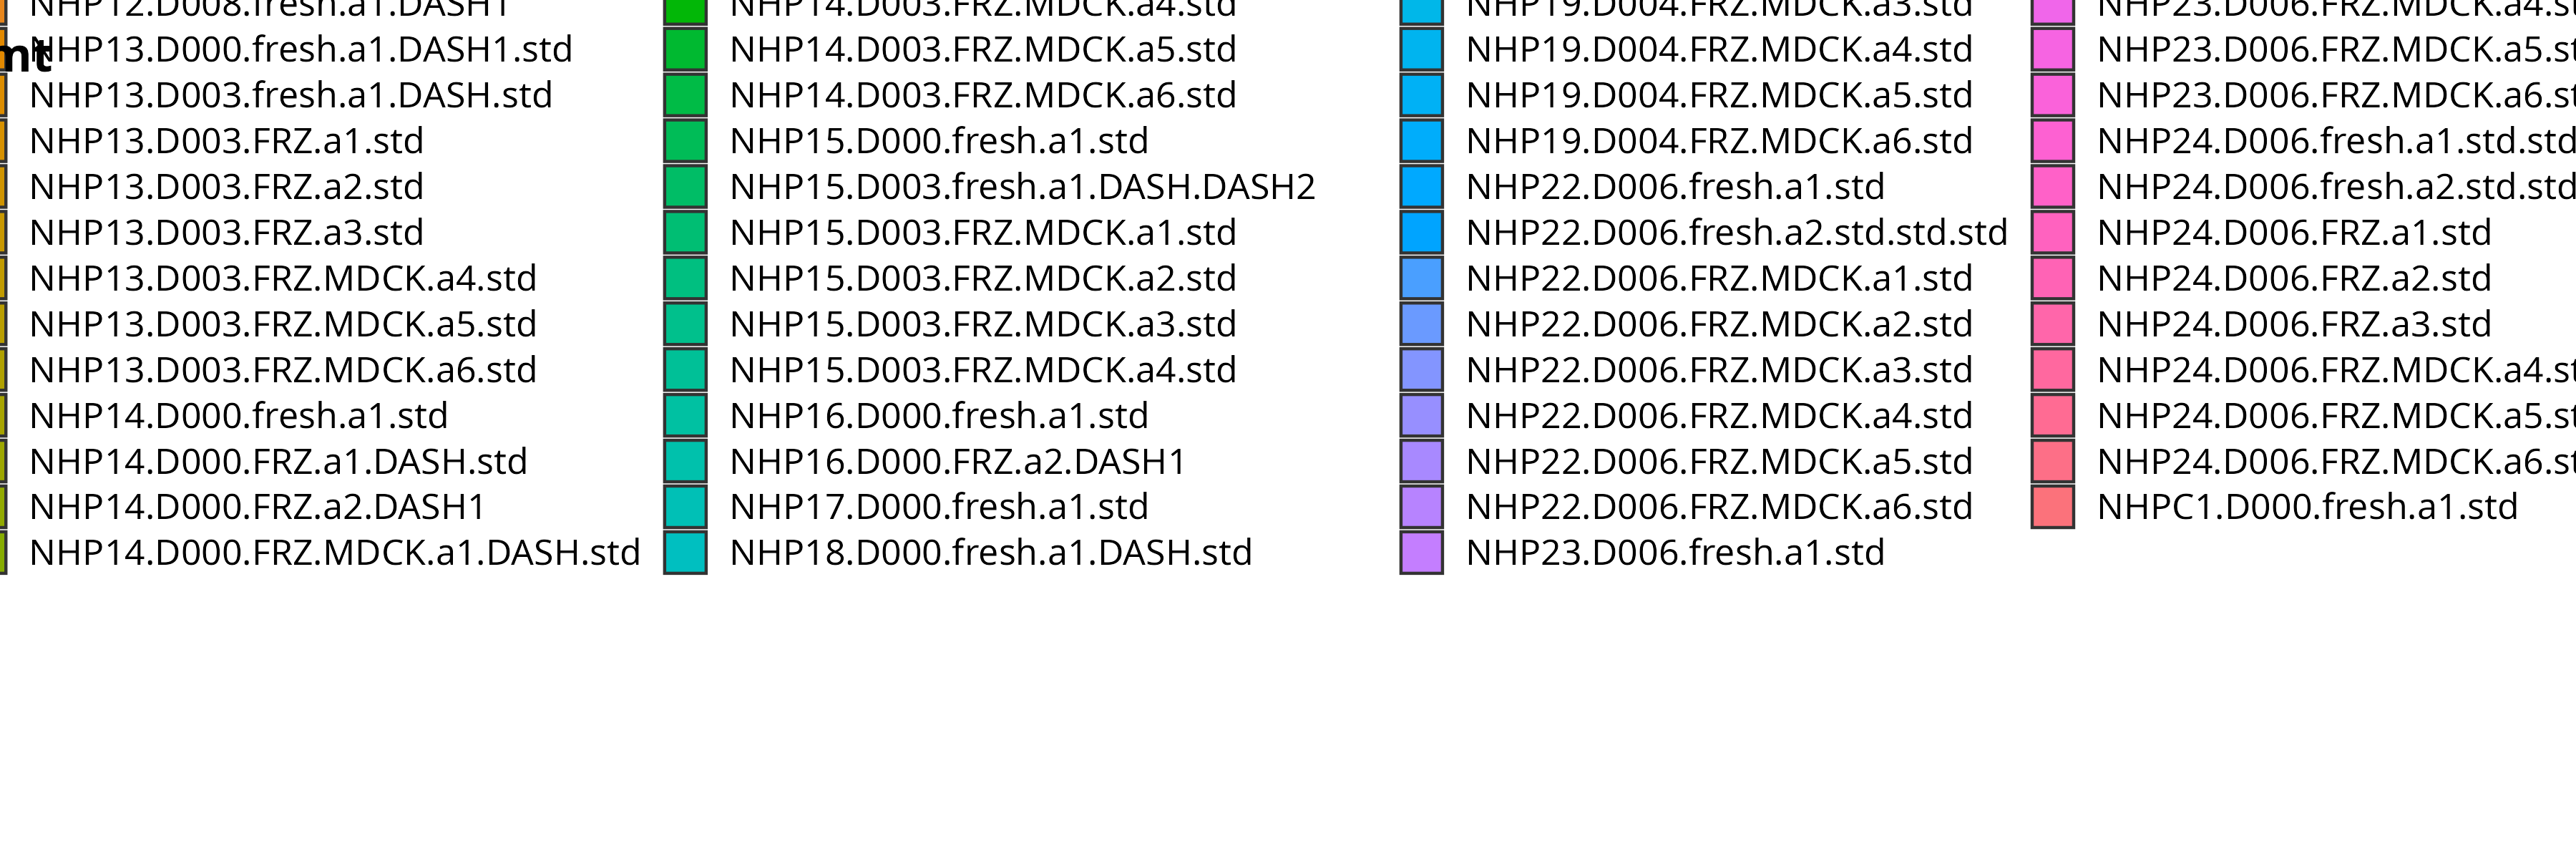 NHP12.D008.fresh.a1.DASH1
NHP13.D000.fresh.a1.DASH1.std
NHP13.D003.fresh.a1.DASH.std
NHP13.D003.FRZ.a1.std
NHP13.D003.FRZ.a2.std
NHP13.D003.FRZ.a3.std
NHP13.D003.FRZ.MDCK.a4.std
NHP13.D003.FRZ.MDCK.a5.std
NHP13.D003.FRZ.MDCK.a6.std
NHP14.D000.fresh.a1.std
NHP14.D000.FRZ.a1.DASH.std
NHP14.D000.FRZ.a2.DASH1
NHP14.D000.FRZ.MDCK.a1.DASH.std
NHP14.D003.FRZ.MDCK.a4.std
NHP14.D003.FRZ.MDCK.a5.std
NHP14.D003.FRZ.MDCK.a6.std
NHP15.D000.fresh.a1.std
NHP15.D003.fresh.a1.DASH.DASH2
NHP15.D003.FRZ.MDCK.a1.std
NHP15.D003.FRZ.MDCK.a2.std
NHP15.D003.FRZ.MDCK.a3.std
NHP15.D003.FRZ.MDCK.a4.std
NHP16.D000.fresh.a1.std
NHP16.D000.FRZ.a2.DASH1
NHP17.D000.fresh.a1.std
NHP18.D000.fresh.a1.DASH.std
NHP19.D004.FRZ.MDCK.a3.std
NHP19.D004.FRZ.MDCK.a4.std
NHP19.D004.FRZ.MDCK.a5.std
NHP19.D004.FRZ.MDCK.a6.std
NHP22.D006.fresh.a1.std
NHP22.D006.fresh.a2.std.std.std
NHP22.D006.FRZ.MDCK.a1.std
NHP22.D006.FRZ.MDCK.a2.std
NHP22.D006.FRZ.MDCK.a3.std
NHP22.D006.FRZ.MDCK.a4.std
NHP22.D006.FRZ.MDCK.a5.std
NHP22.D006.FRZ.MDCK.a6.std
NHP23.D006.fresh.a1.std
NHP23.D006.FRZ.MDCK.a4.st
NHP23.D006.FRZ.MDCK.a5.st
NHP23.D006.FRZ.MDCK.a6.st
NHP24.D006.fresh.a1.std.std
NHP24.D006.fresh.a2.std.std
NHP24.D006.FRZ.a1.std
NHP24.D006.FRZ.a2.std
NHP24.D006.FRZ.a3.std
NHP24.D006.FRZ.MDCK.a4.st
NHP24.D006.FRZ.MDCK.a5.st
NHP24.D006.FRZ.MDCK.a6.st
NHPC1.D000.fresh.a1.std